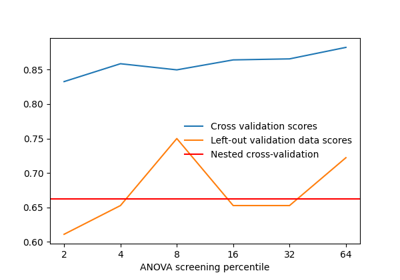 0.85
0.80
0.75
0.70
0.65
0.60
Cross validation scores
Left-out validation data scores
Nested cross-validation
2 4 8 16 32 64
ANOVA screening percentile